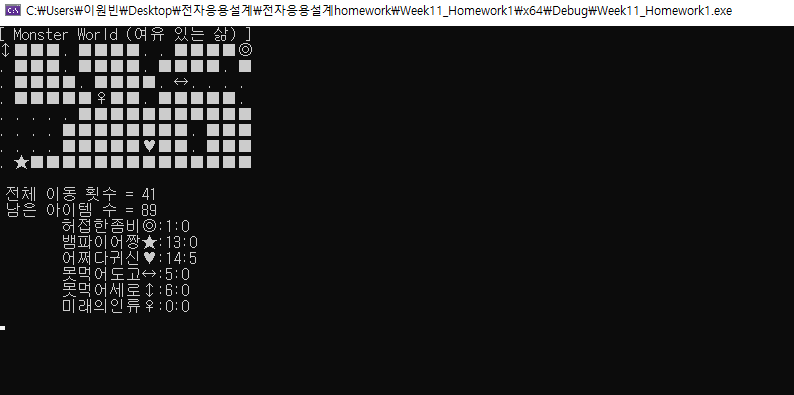 C:₩Users₩이원빈₩Desktop₩전자응용설계₩전자응용설계homework₩Week11_Homework1₩x64₩Debug₩Week11_Homework1.exe
[ Monster World (여유 있는 삶) ]
↕■■■. ■■■■. . ■■■■◎
. ■■■. ■■■■. ■■■■. ■
. ■■■■. ■■■■. ↔. . . .
. ■■■■■♀■■. ■■■■■.
. . . . . ■■■■■■■■■■■
. . . . ■■■■■■■■. ■■■
. . . . ■■■■■♥■■. ■■■
. ★■■■■■■■■■■■■■■
전체 이동 횟수 = 41
남은 아이템 수 = 89
허접한좀비◎:1:0
뱀파이어짱★:13:0
어쩌다귀신♥:14:5
못먹어도고↔:5:0
못먹어세로↕:6:0
미래의인류♀:0:0